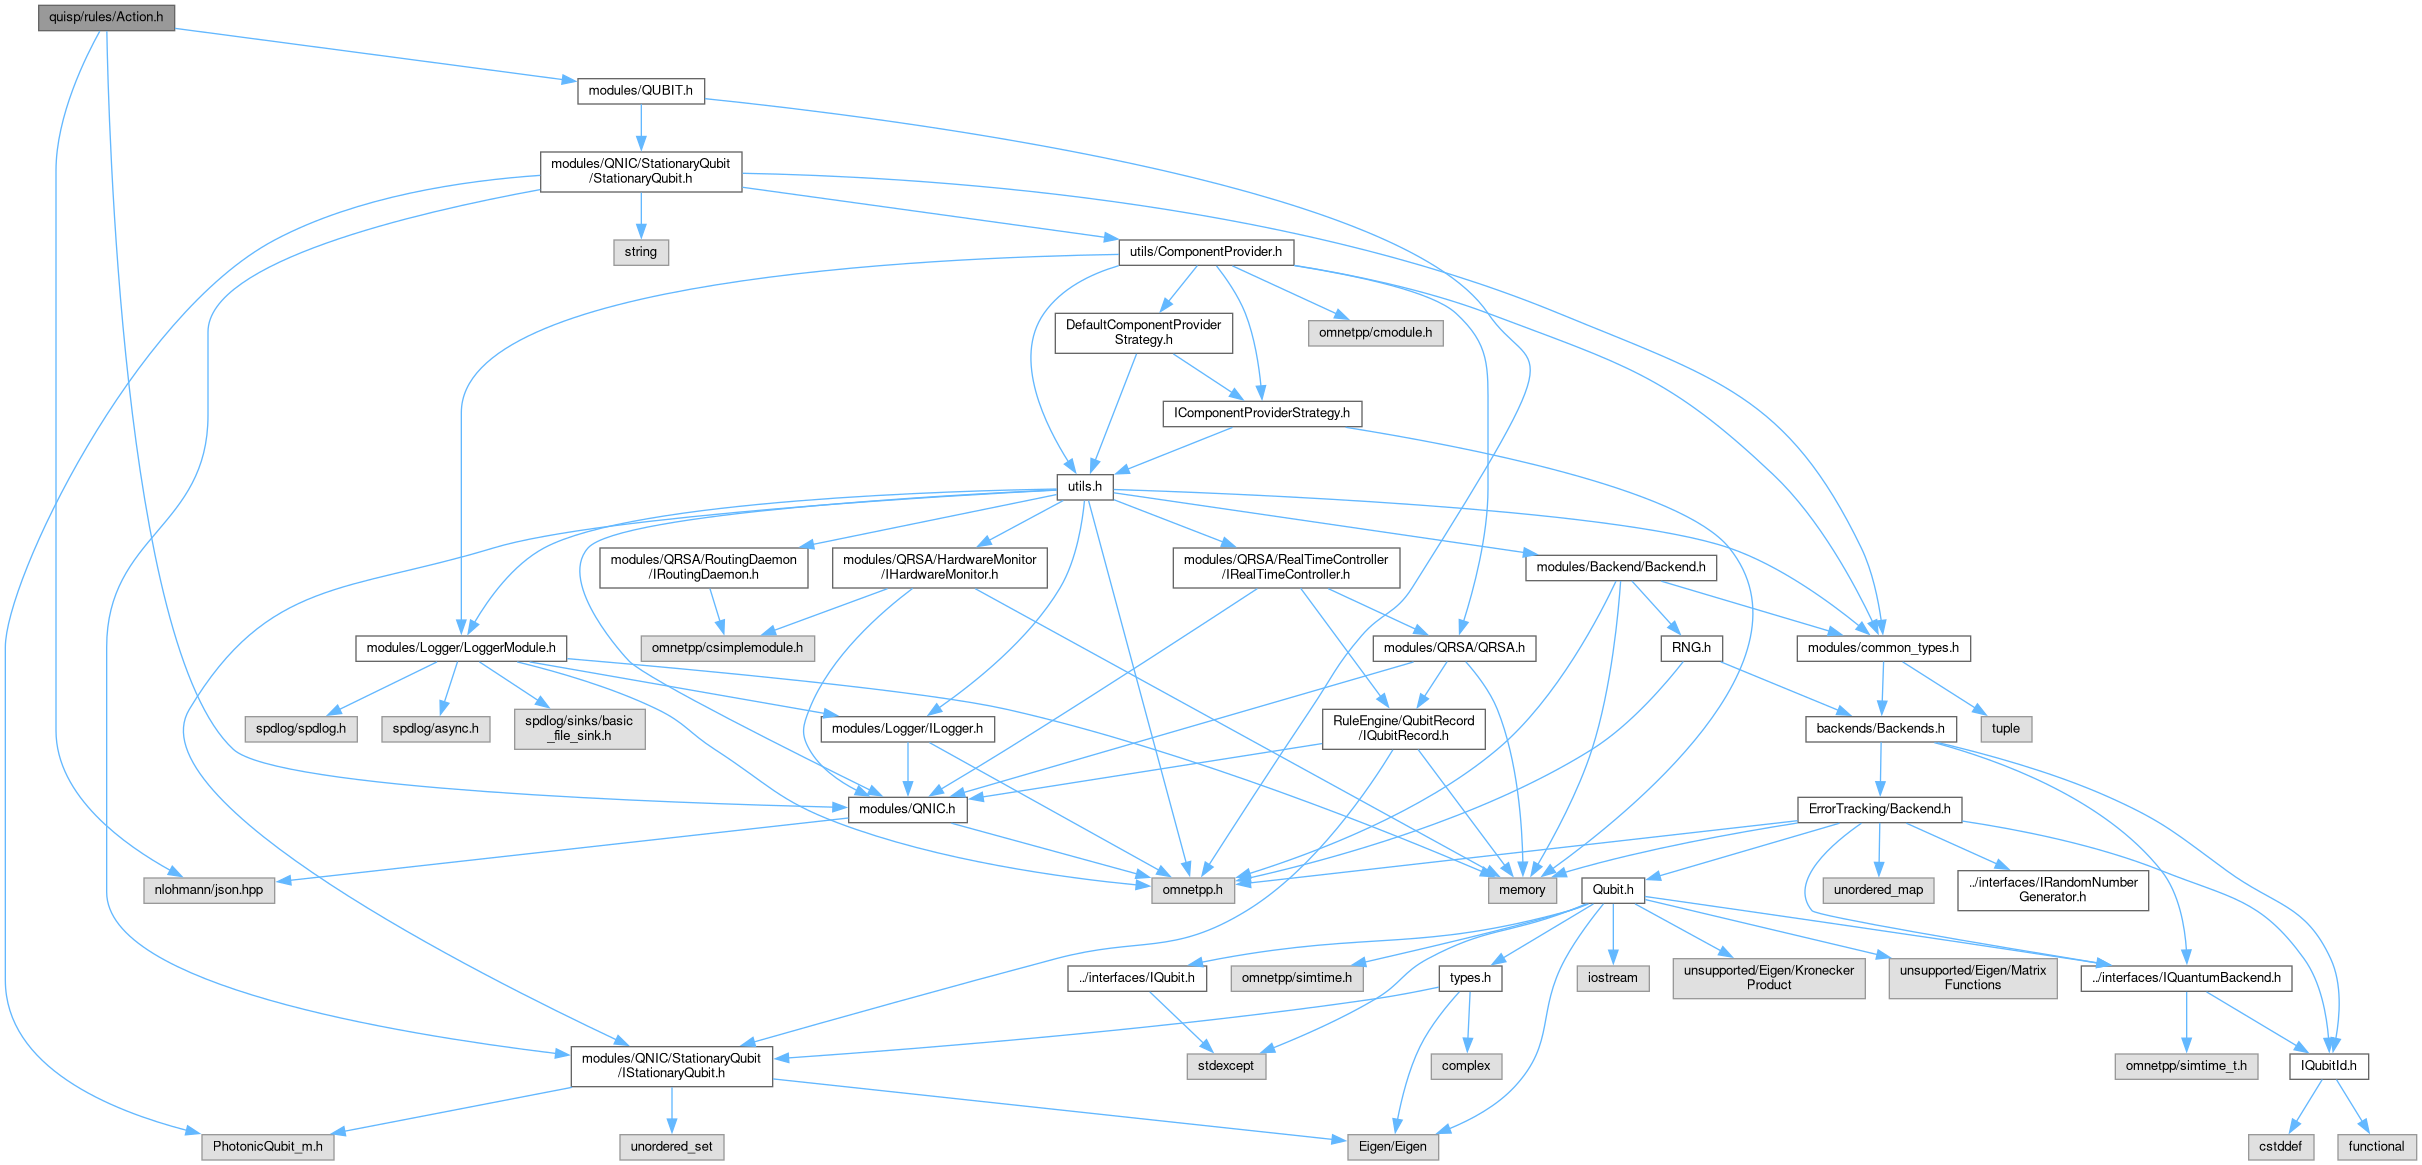 quisp/rules/Action.h
modules/QUBIT.h
modules/QNIC/StationaryQubit
/StationaryQubit.h
string
utils/ComponentProvider.h
DefaultComponentProvider
Strategy.h
omnetpp/cmodule.h
IComponentProviderStrategy.h
utils.h
modules/QRSA/RoutingDaemon
/IRoutingDaemon.h
modules/QRSA/HardwareMonitor
/IHardwareMonitor.h
modules/QRSA/RealTimeController
/IRealTimeController.h
modules/Backend/Backend.h
modules/Logger/LoggerModule.h
omnetpp/csimplemodule.h
modules/QRSA/QRSA.h
RNG.h
modules/common_types.h
spdlog/spdlog.h
spdlog/async.h
spdlog/sinks/basic
_file_sink.h
modules/Logger/ILogger.h
RuleEngine/QubitRecord
/IQubitRecord.h
backends/Backends.h
tuple
modules/QNIC.h
ErrorTracking/Backend.h
nlohmann/json.hpp
omnetpp.h
memory
Qubit.h
unordered_map
../interfaces/IRandomNumber
Generator.h
../interfaces/IQubit.h
omnetpp/simtime.h
types.h
iostream
unsupported/Eigen/Kronecker
Product
unsupported/Eigen/Matrix
Functions
../interfaces/IQuantumBackend.h
modules/QNIC/StationaryQubit
/IStationaryQubit.h
stdexcept
complex
omnetpp/simtime_t.h
IQubitId.h
PhotonicQubit_m.h
unordered_set
Eigen/Eigen
cstddef
functional